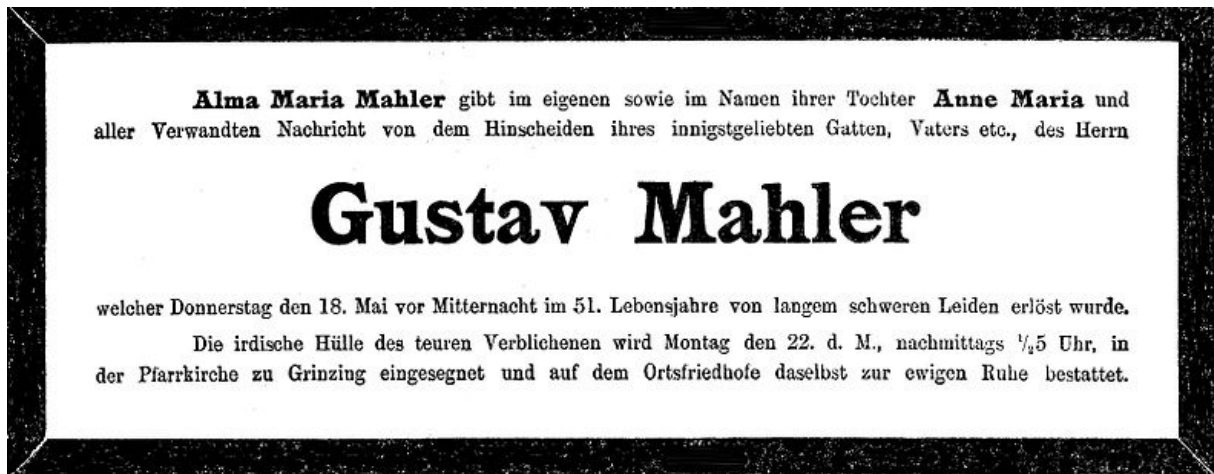 Alma Maria Mahler gibt im eigenen sowie im Namen ihrer Tochter Anne Maria und
aller Verwandten Nachricht von dem Hinscheiden ihres innigstgeliebten Gatten, Vaters etc., des Herrn
Gustav Mahler
welcher Donnerstag den 18. Mai vor Mitternacht im 51. Lebensjahre von langem schweren Leiden erlöst wurde.
Die irdische Hülle des teuren Verblichenen wird Montag den 22. d. M., nachmittags ½5 Uhr, in
der Pfarrkirche zu Grinzing eingesegnet und auf dem Ortsfriedhofe daselbst zur ewigen Ruhe bestattet.